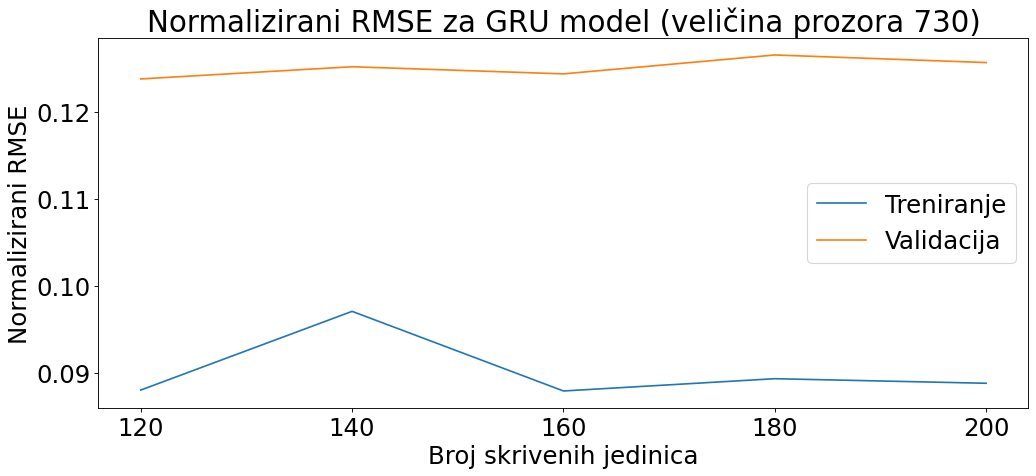 Normalizirani RMSE za GRU model (veličina prozora 730)
Normalizirani RMSE
0.12
0.11
0.10
0.09
Treniranje
Validacija
120
140
160
180
200
Broj skrivenih jedinica